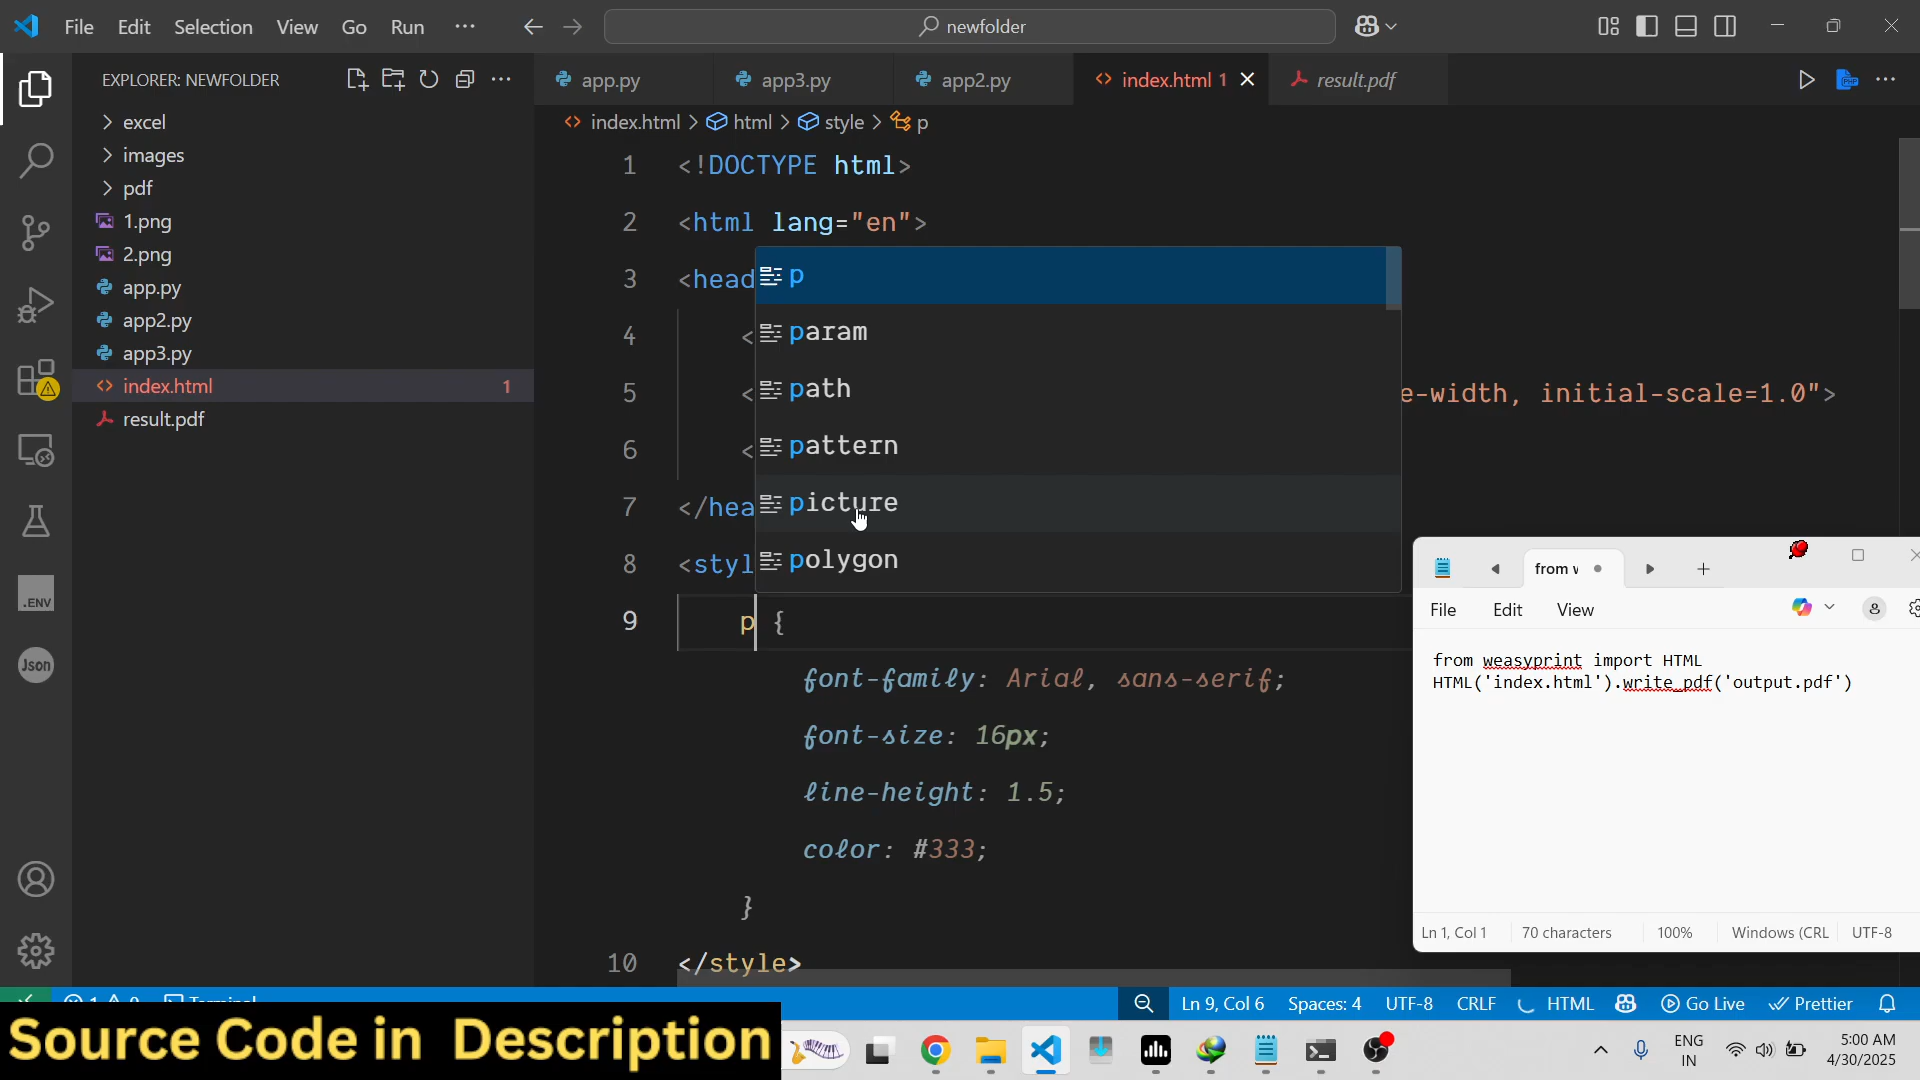 File Edit Selection View Go Run ··· newfolder
EXPLORER: NEWFOLDER
excel
images
pdf
1.png
2.png
app.py
app2.py
app3.py
index.html 1
result.pdf
.ENV
Json
app.py app3.py app2.py index.html 1 result.pdf
index.html > html > style > p
1 <!DOCTYPE html>
2 <html lang="en">
3 <head
4 <
5 < e-width, initial-scale=1.0">
6 <
7 </hea
8 <styl
p
param
path
pattern
picture
polygon
9 p {
font-family: Arial, sans-serif;
font-size: 16px;
line-height: 1.5;
color: #333;
}
10 </style>
from
File Edit View
from weasyprint import HTML
HTML('index.html').write_pdf('output.pdf')
Ln 1, Col 1 70 characters 100% Windows (CRL UTF-8
Ln 9, Col 6 Spaces: 4 UTF-8 CRLF HTML Go Live Prettier
Source Code in Description
ENG
IN
5:00 AM
4/30/2025